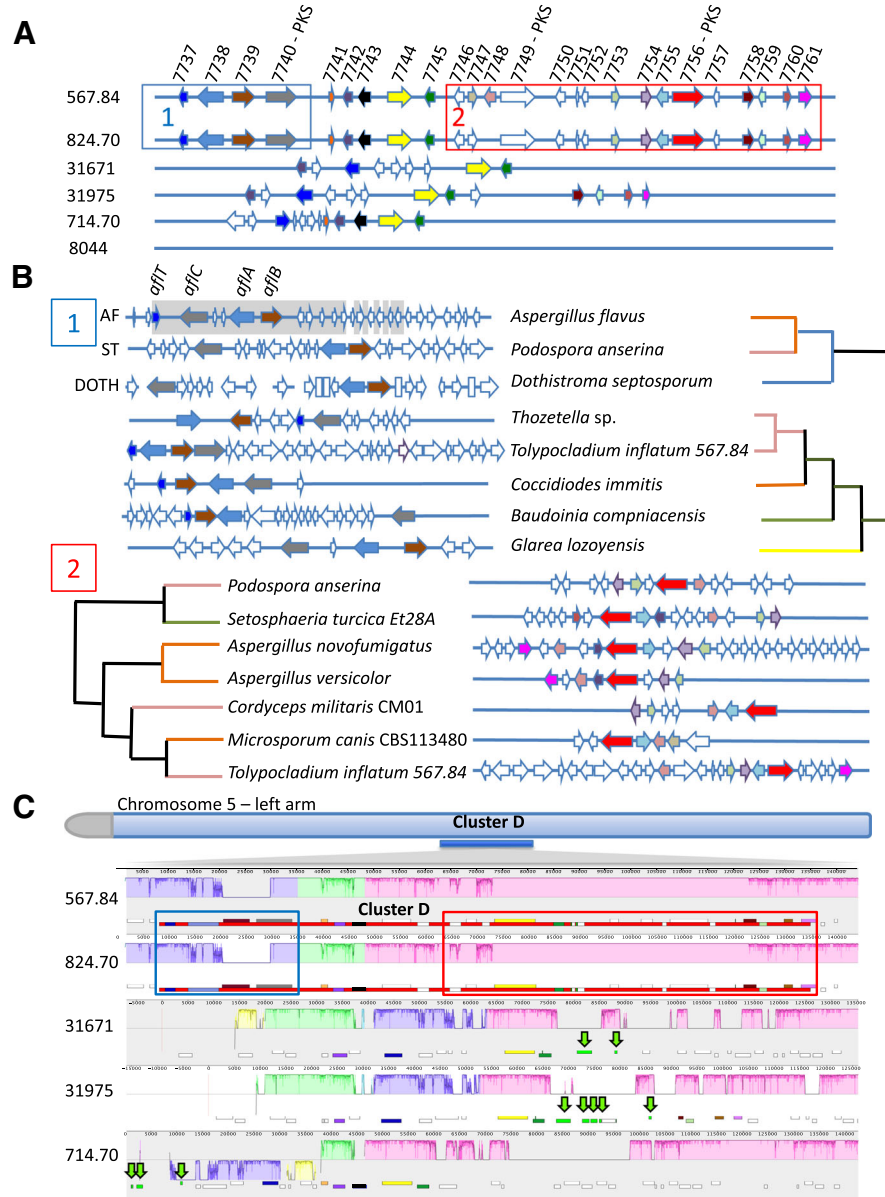 A
7737 7738 7739 7740 - PKS 7741 7742 7743 7744 7745 7746 7747 7748 7749 - PKS 7750 7751 7752 7753 7754 7755 7756 - PKS 7757 7758 7759 7760 7761
567.84
1
2
824.70
31671
31975
714.70
8044
B
aflT aflC aflA aflB
1
AF
Aspergillus flavus
ST
Podospora anserina
DOTH
Dothistroma septosporum
Thozetella sp.
Tolypocladium inflatum 567.84
Coccidiodes immitis
Baudoinia compniacensis
Glarea lozoyensis
2
Podospora anserina
Setosphaeria turcica Et28A
Aspergillus novofumigatus
Aspergillus versicolor
Cordyceps militaris CM01
Microsporum canis CBS113480
Tolypocladium inflatum 567.84
C
Chromosome 5 – left arm
Cluster D
567.84
Cluster D
824.70
31671
31975
714.70